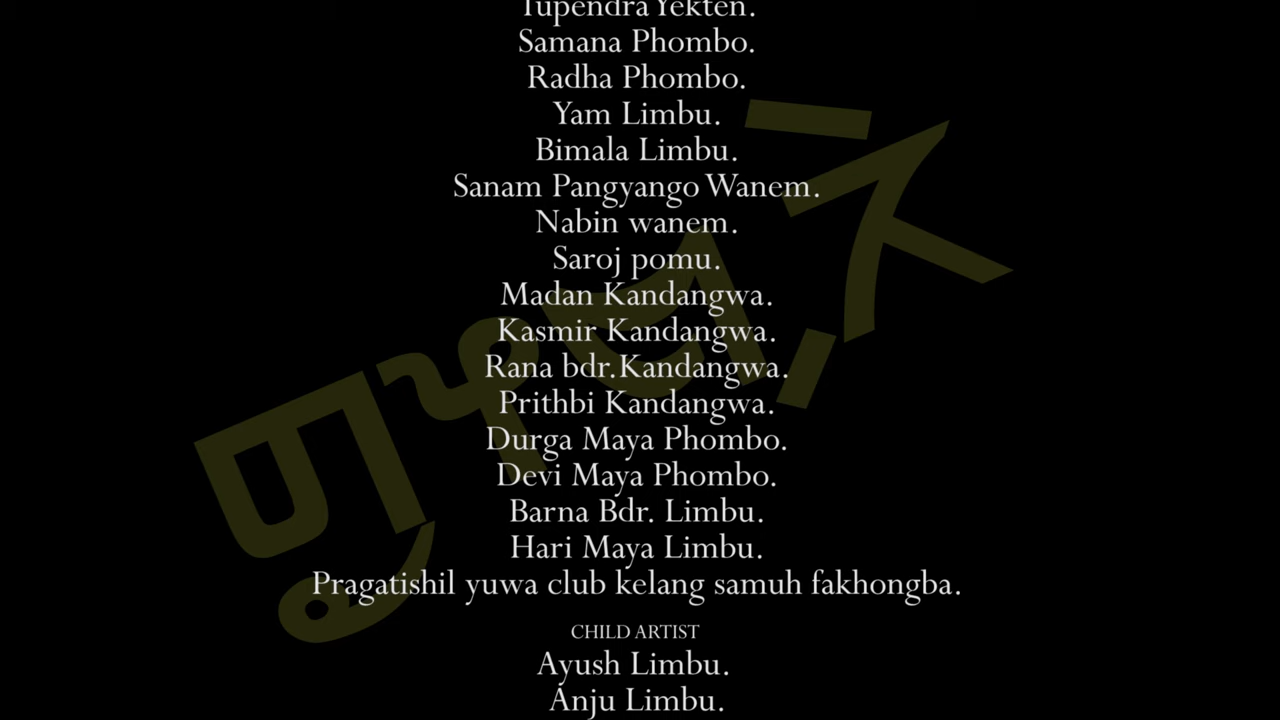 Tupendra Yekten.
Samana Phombo.
Radha Phombo.
Yam Limbu.
Bimala Limbu.
Sanam Pangyango Wanem.
Nabin wanem.
Saroj pomu.
Madan Kandangwa.
Kasmir Kandangwa.
Rana bdr.Kandangwa.
Prithbi Kandangwa.
Durga Maya Phombo.
Devi Maya Phombo.
Barna Bdr. Limbu.
Hari Maya Limbu.
Pragatishil yuwa club kelang samuh fakhongba.
CHILD ARTIST
Ayush Limbu.
Anju Limbu.